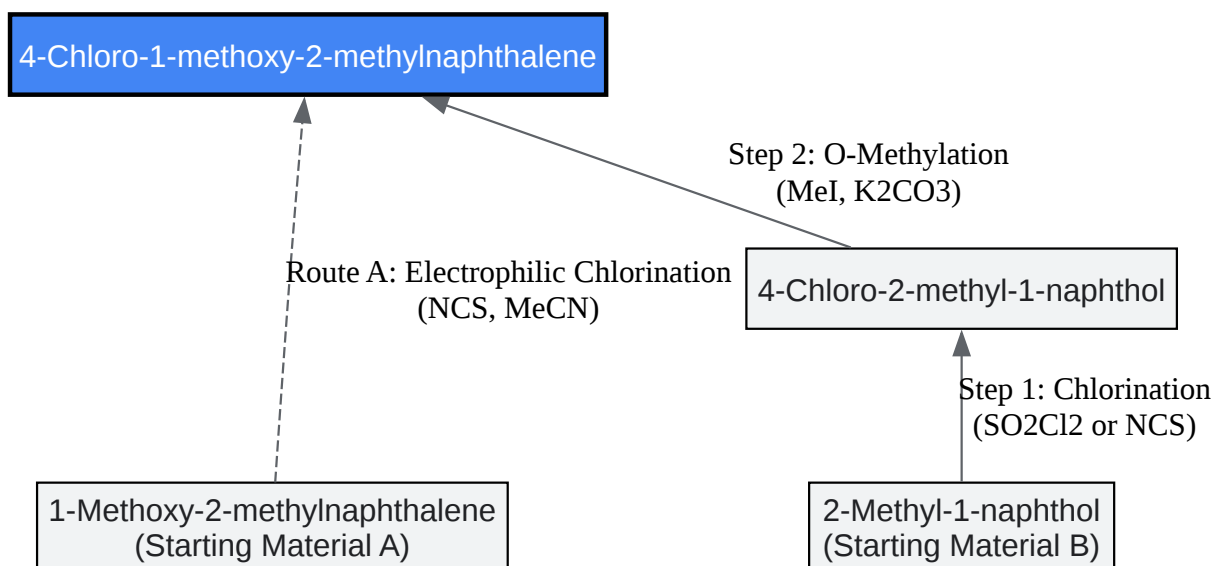 4-Chloro-1-methoxy-2-methylnaphthalene
Step 2: O-Methylation
(MeI, K2CO3)
Route A: Electrophilic Chlorination
(NCS, MeCN)
4-Chloro-2-methyl-1-naphthol
Step 1: Chlorination
(SO2Cl2 or NCS)
1-Methoxy-2-methylnaphthalene
(Starting Material A)
2-Methyl-1-naphthol
(Starting Material B)